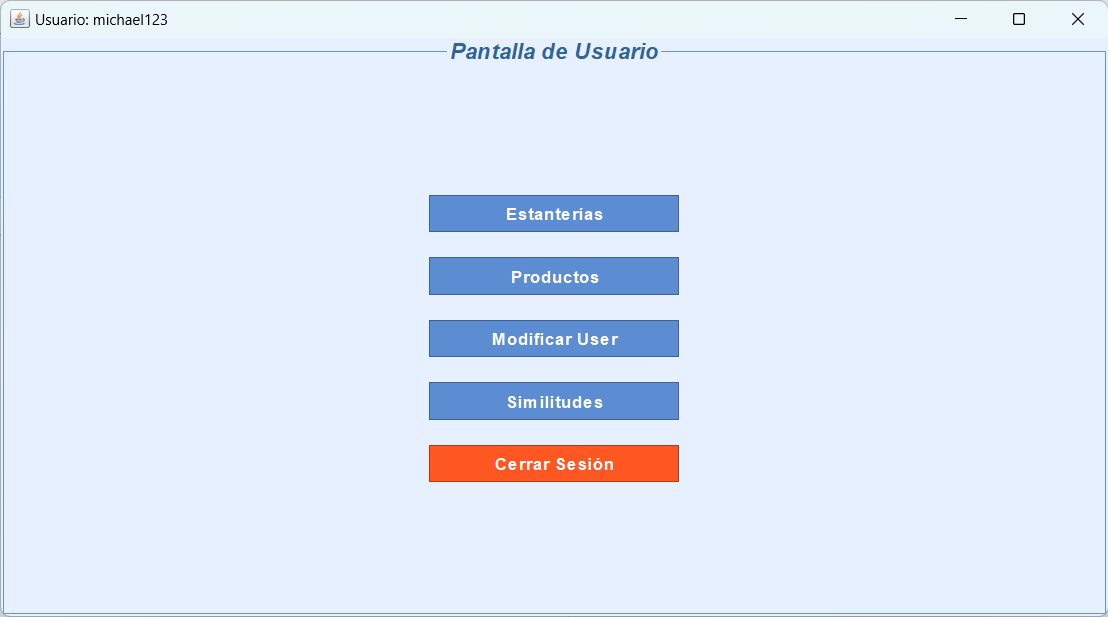 Usuario: michael123
Pantalla de Usuario
Estanterías
Productos
Modificar User
Similitudes
Cerrar Sesión